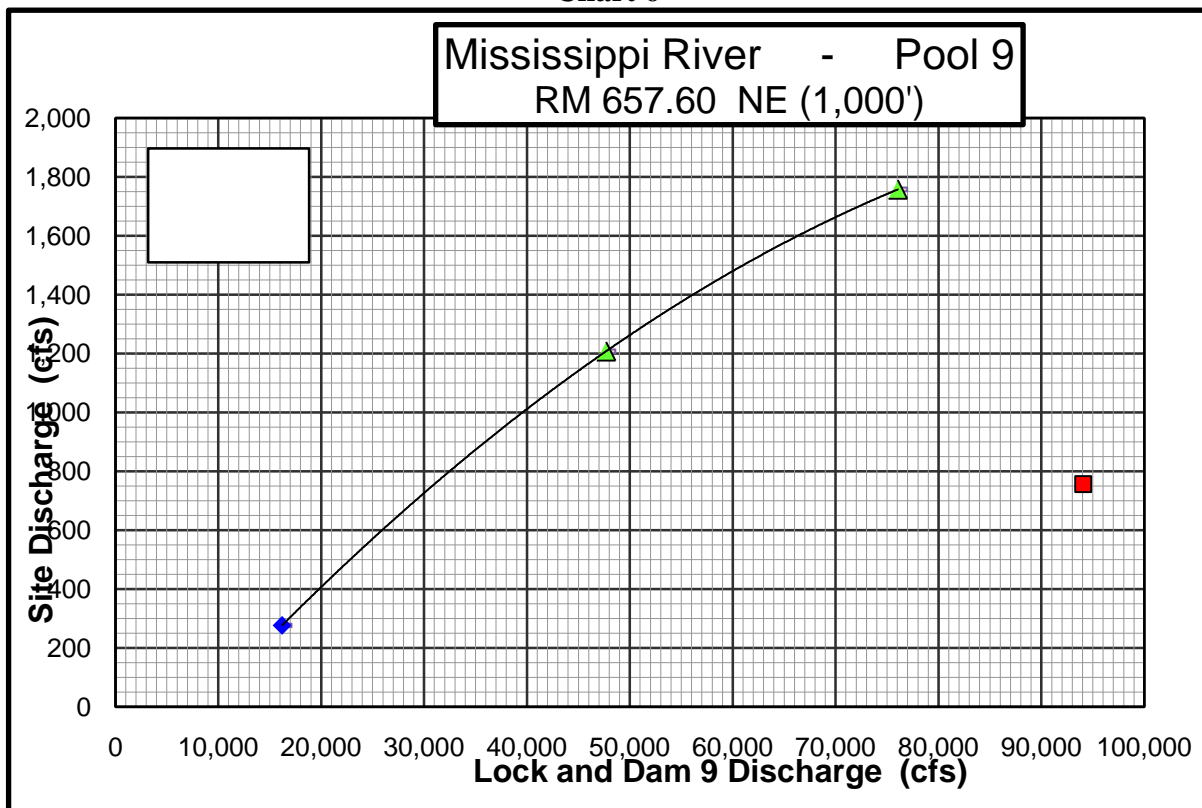 Mississippi River - Pool 9
RM 657.60 NE (1,000')
2,000
1,800
1,600
1,400
1,200
1,000
800
600
400
200
0
Site Discharge (cfs)
0 10,000 20,000 30,000 40,000 50,000 60,000 70,000 80,000 90,000 100,000
Lock and Dam 9 Discharge (cfs)